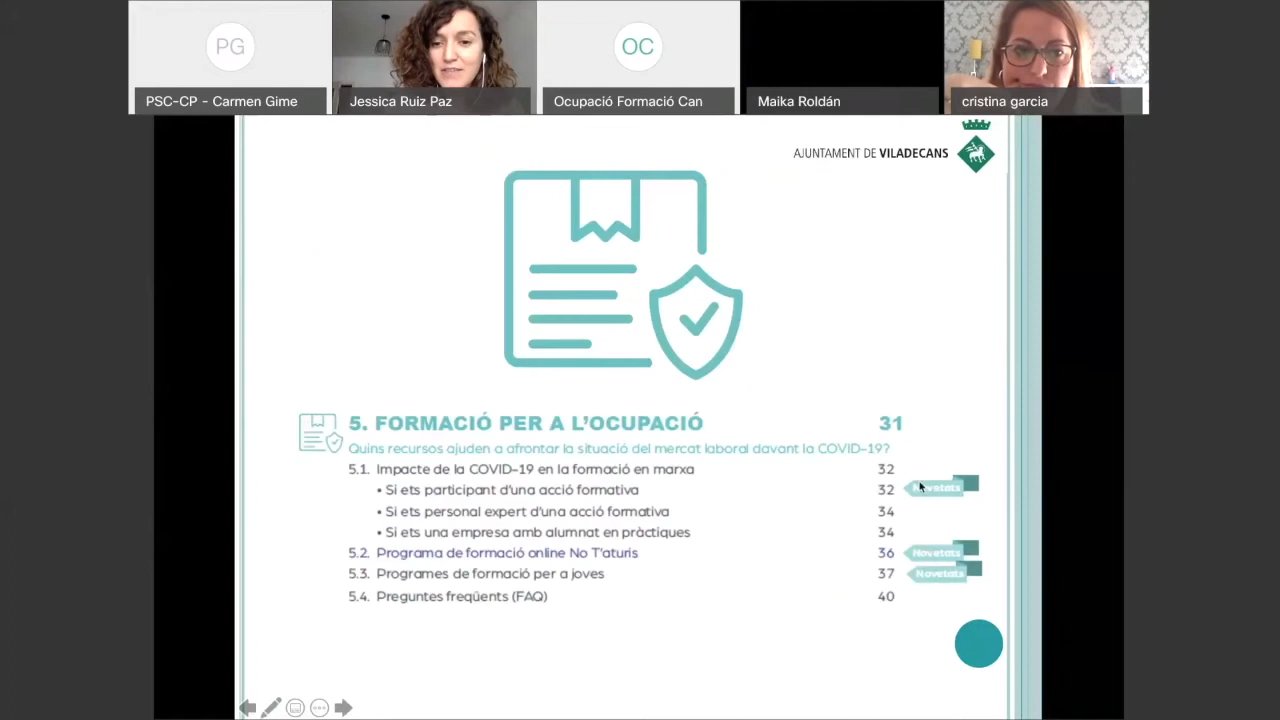 PG
OC
PSC-CP - Carmen Gime
Jessica Ruiz Paz
Ocupació Formació Can
Maika Roldán
cristina garcia
AJUNTAMENT DE VILADECANS
5. FORMACIÓ PER A L'OCUPACIÓ 31
Quins recursos ajuden a afrontar la situació del mercat laboral davant la COVID-19?
5.1. Impacte de la COVID-19 en la formació en marxa 32
• Si ets participant d'una acció formativa 32 Novetats
• Si ets personal expert d'una acció formativa 34
• Si ets una empresa amb alumnat en pràctiques 34
5.2. Programa de formació online No T'aturis 36 Novetats
5.3. Programes de formació per a joves 37 Novetats
5.4. Preguntes freqüents (FAQ) 40